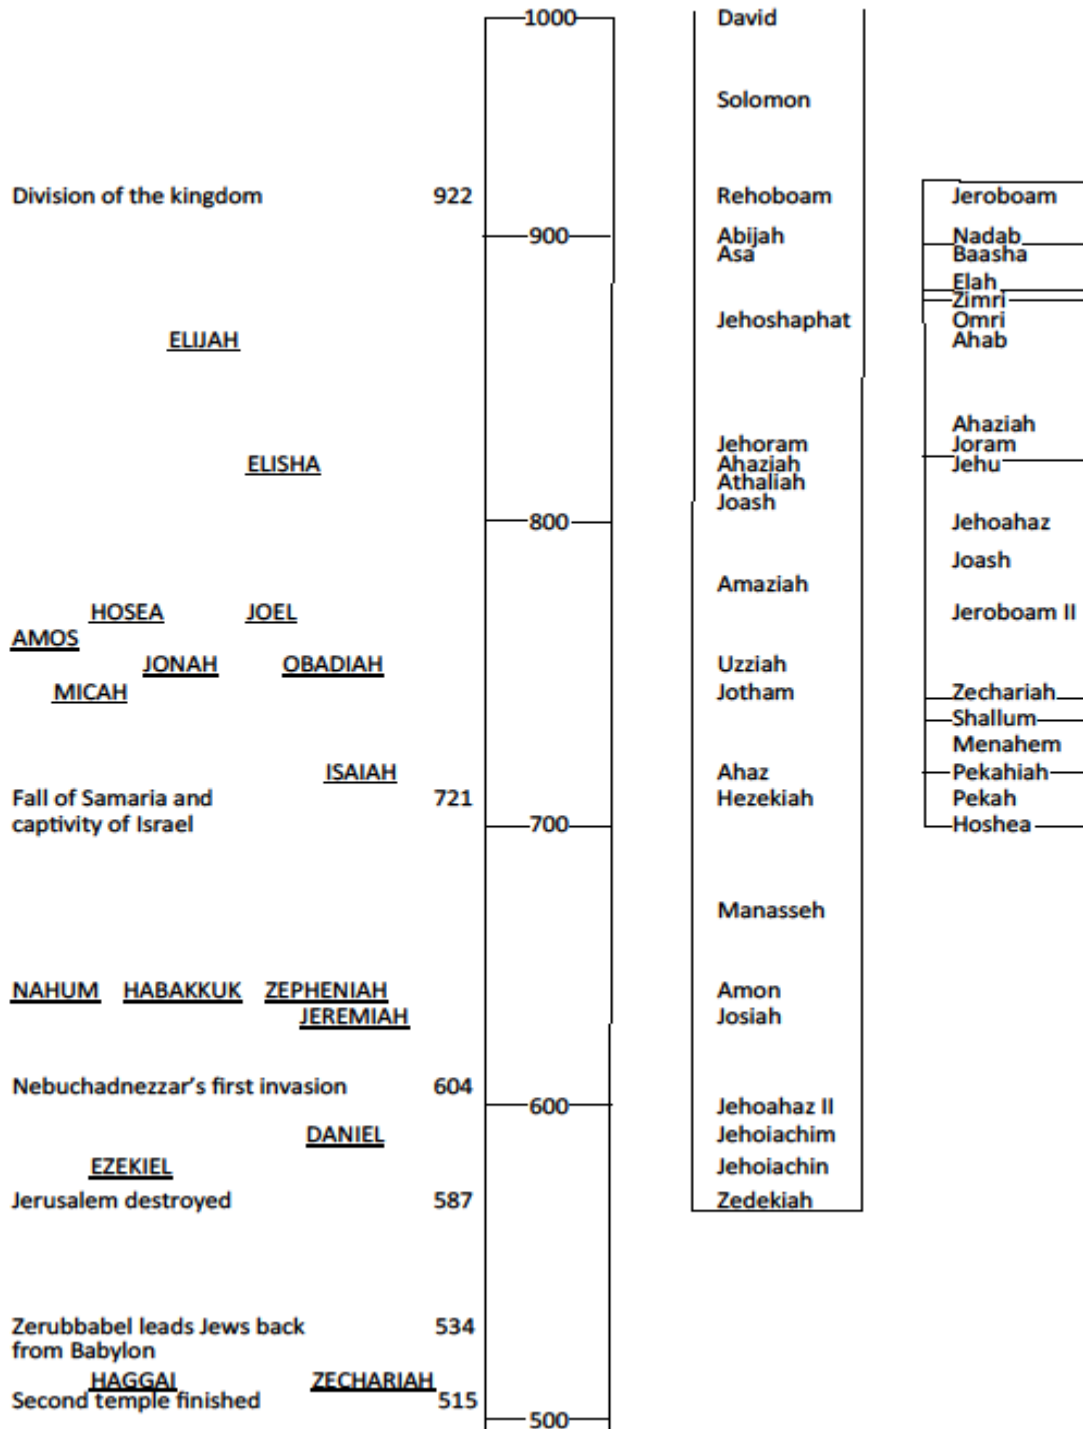 1000 David
Solomon
Division of the kingdom 922 Rehoboam Jeroboam
900 Abijah Nadab
Asa Baasha
Elah
Zimri
Jehoshaphat Omri
ELIJAH Ahab
Ahaziah
Jehoram Joram
ELISHA Ahaziah Jehu
Athaliah
Joash
800 Jehoahaz
Joash
Amaziah
HOSEA JOEL Jeroboam II
AMOS
JONAH OBADIAH Uzziah
MICAH Jotham Zechariah
Shallum
Menahem
ISAIAH Ahaz Pekahiah
Fall of Samaria and 721 Hezekiah Pekah
captivity of Israel 700 Hoshea
Manasseh
NAHUM HABAKKUK ZEPHENIAH Amon
JEREMIAH Josiah
Nebuchadnezzar’s first invasion 604
600 Jehoahaz II
DANIEL Jehoiachim
EZEKIEL Jehoiachin
Jerusalem destroyed 587 Zedekiah
Zerubbabel leads Jews back 534
from Babylon
HAGGAI ZECHARIAH
Second temple finished 515
500